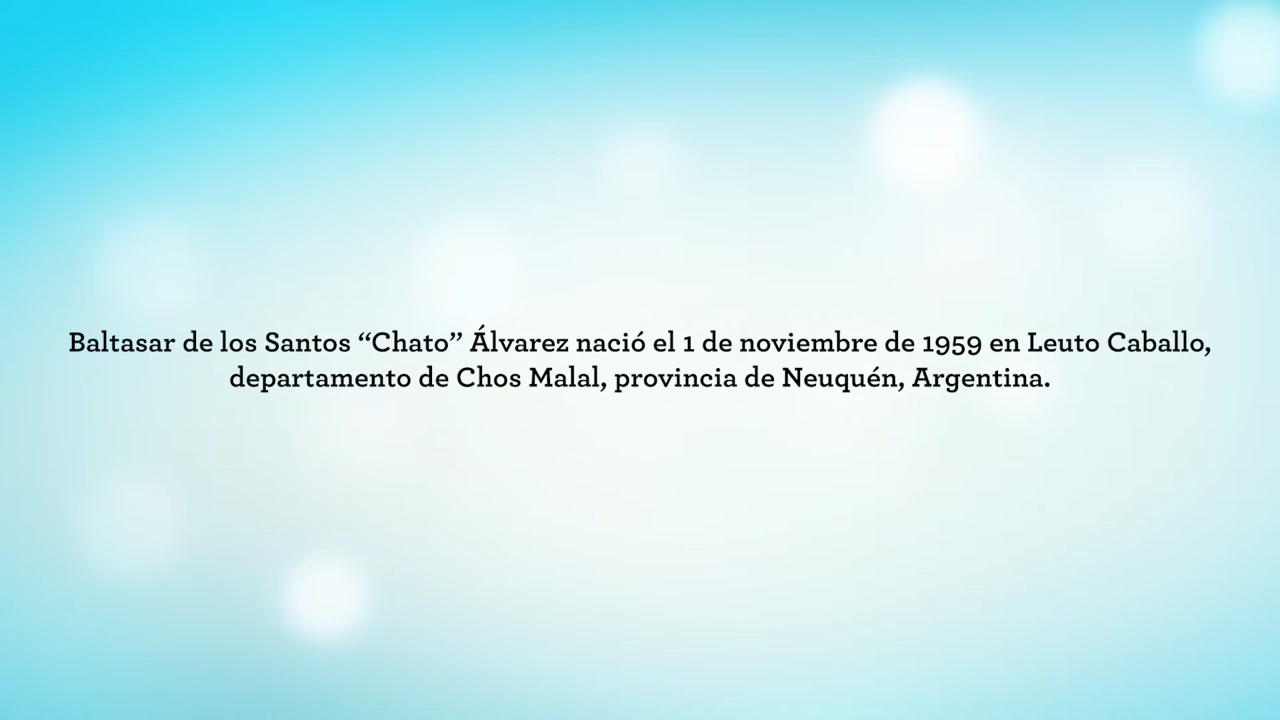 Baltasar de los Santos “Chato” Álvarez nació el 1 de noviembre de 1959 en Leuto Caballo,
departamento de Chos Malal, provincia de Neuquén, Argentina.